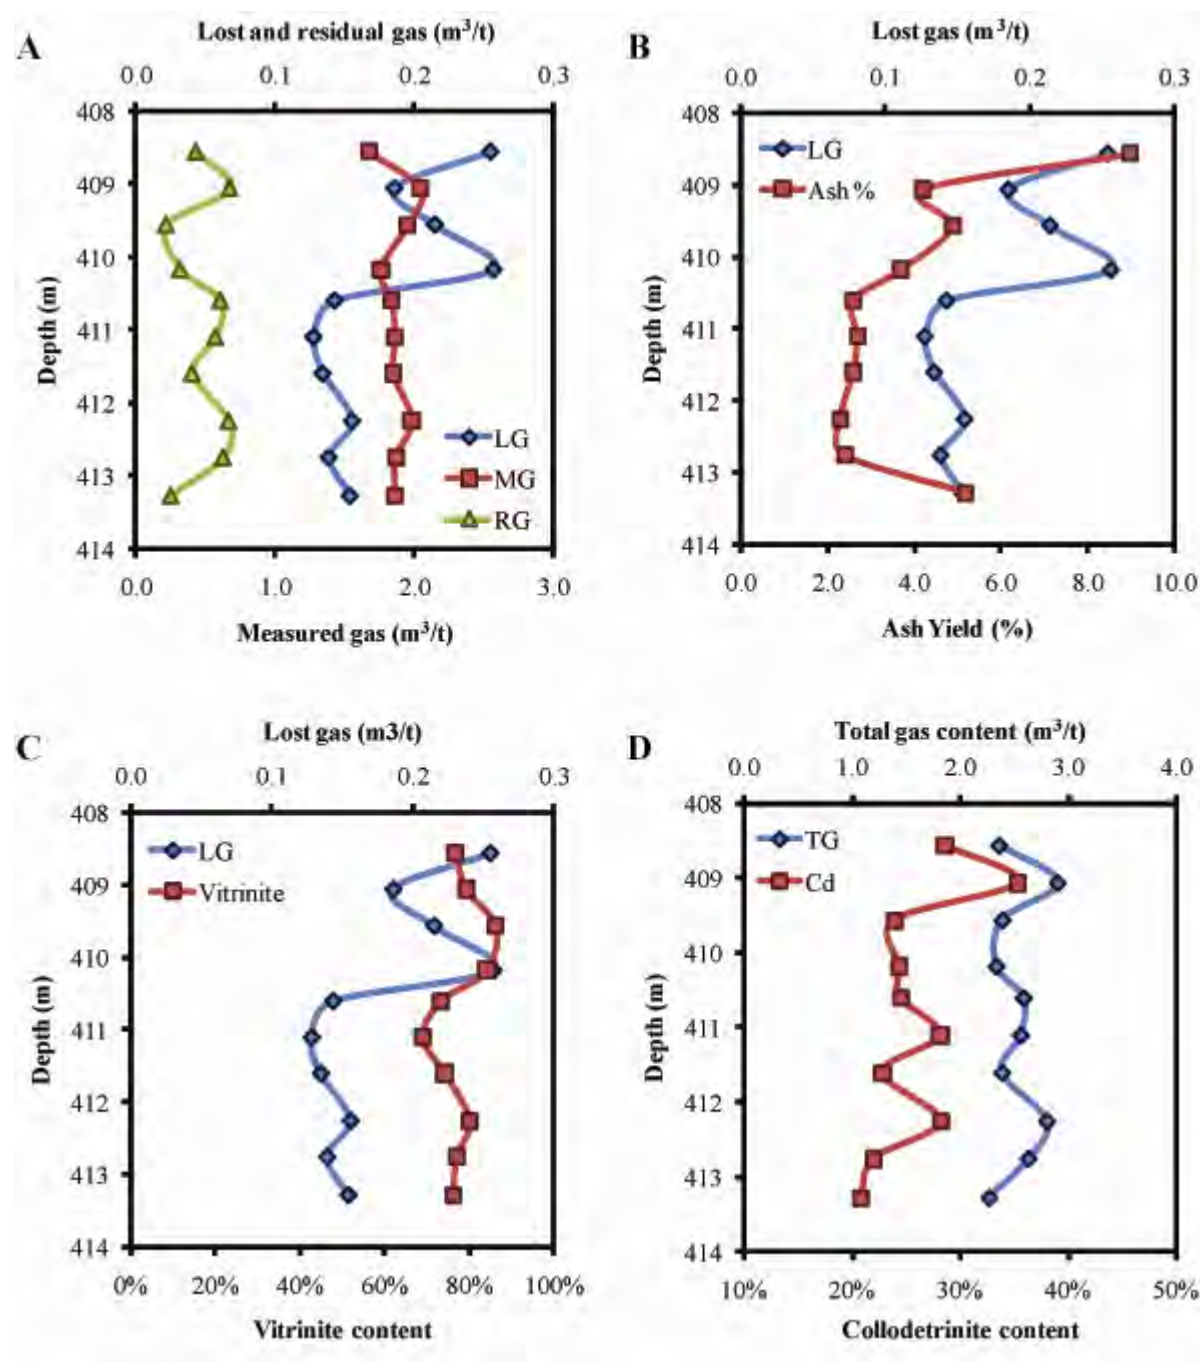 A
Lost and residual gas (m³/t)
0.0 0.1 0.2 0.3
408
409
410
411
412
413
414
Depth (m)
LG
MG
RG
0.0 1.0 2.0 3.0
Measured gas (m³/t)
B
Lost gas (m³/t)
0.0 0.1 0.2 0.3
408
409
410
411
412
413
414
Depth (m)
LG
Ash%
0.0 2.0 4.0 6.0 8.0 10.0
Ash Yield (%)
C
Lost gas (m3/t)
0.0 0.1 0.2 0.3
408
409
410
411
412
413
414
Depth (m)
LG
Vitrinite
0% 20% 40% 60% 80% 100%
Vitrinite content
D
Total gas content (m³/t)
0.0 1.0 2.0 3.0 4.0
408
409
410
411
412
413
414
Depth (m)
TG
Cd
10% 20% 30% 40% 50%
Collodetrinite content